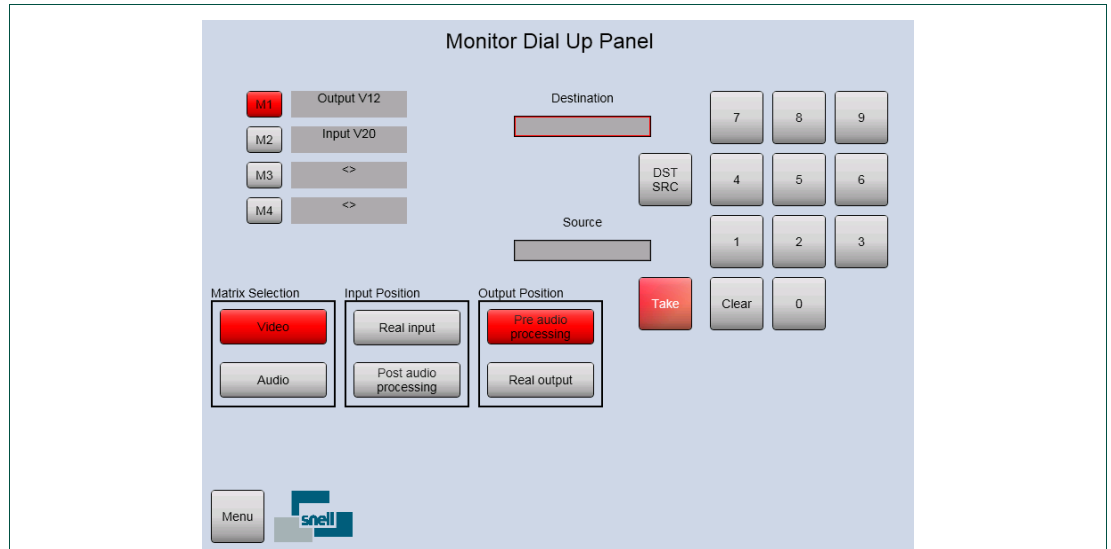 Monitor Dial Up Panel
M1
Output V12
M2
Input V20
M3
<>
M4
<>
Destination
DST
SRC
Source
7
8
9
4
5
6
1
2
3
Take
Clear
0
Matrix Selection
Video
Audio
Input Position
Real input
Post audio
processing
Output Position
Pre audio
processing
Real output
Menu
snell